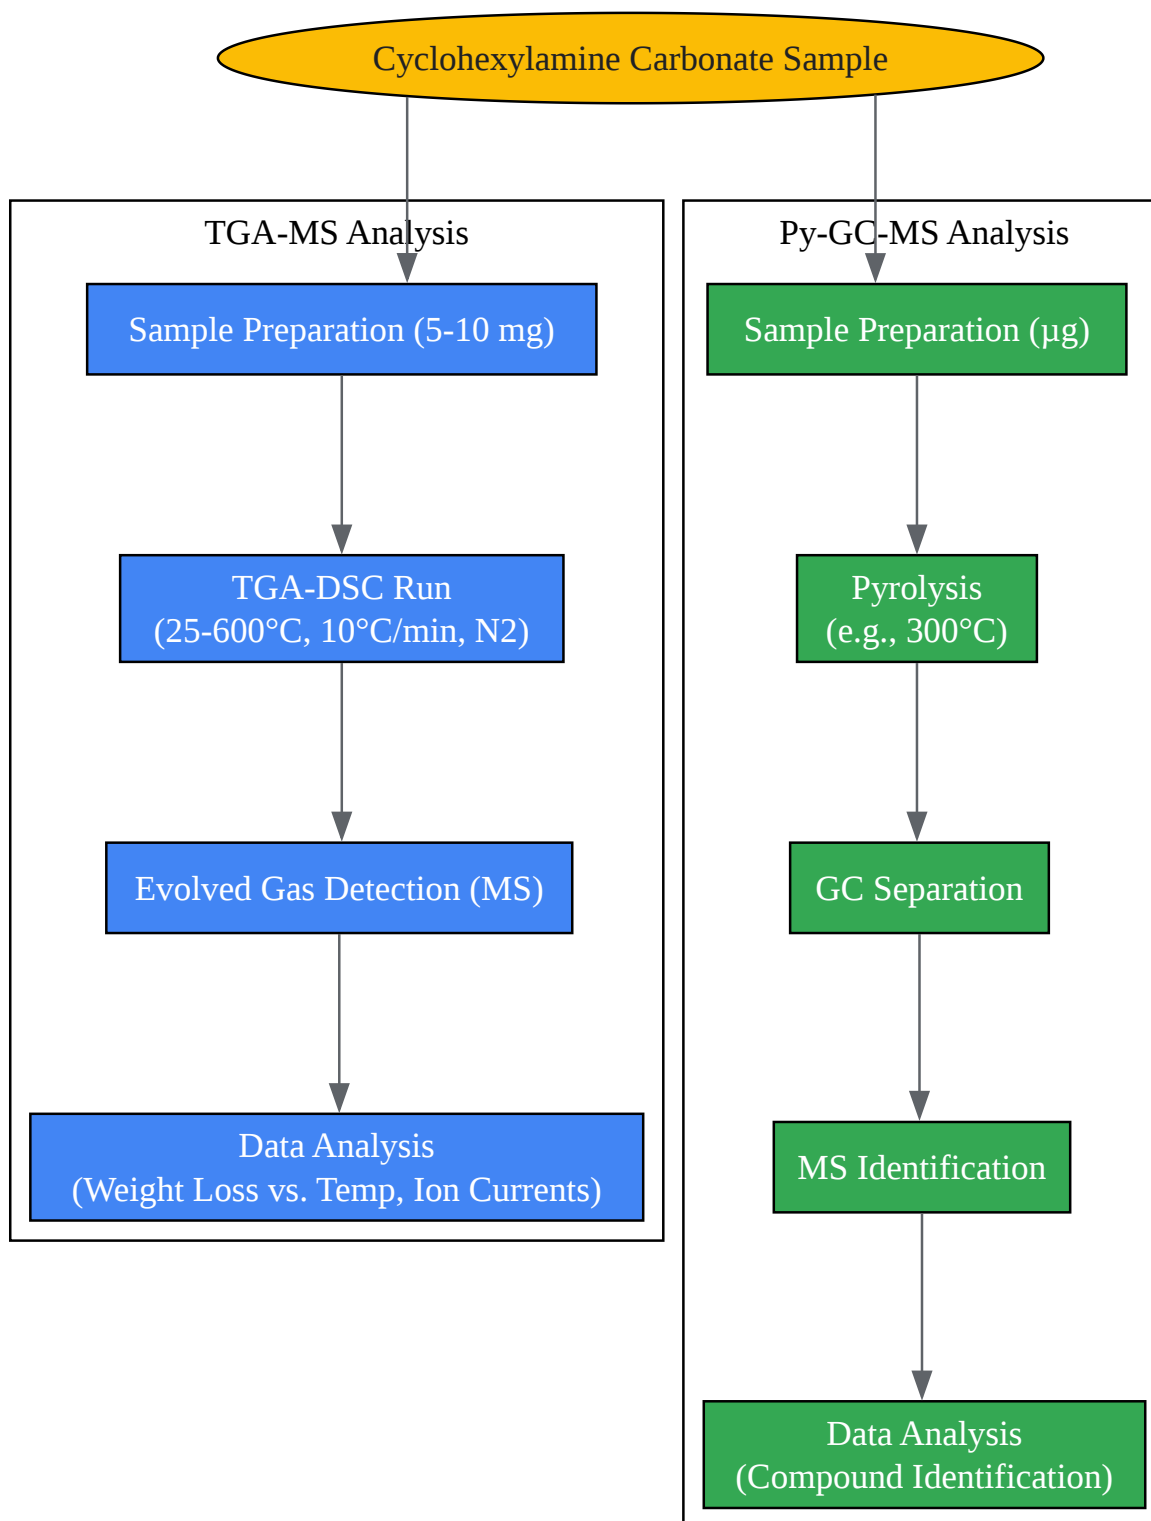 Cyclohexylamine Carbonate Sample
TGA-MS Analysis
Sample Preparation (5-10 mg)
TGA-DSC Run
(25-600°C, 10°C/min, N2)
Evolved Gas Detection (MS)
Data Analysis
(Weight Loss vs. Temp, Ion Currents)
Py-GC-MS Analysis
Sample Preparation (µg)
Pyrolysis
(e.g., 300°C)
GC Separation
MS Identification
Data Analysis
(Compound Identification)